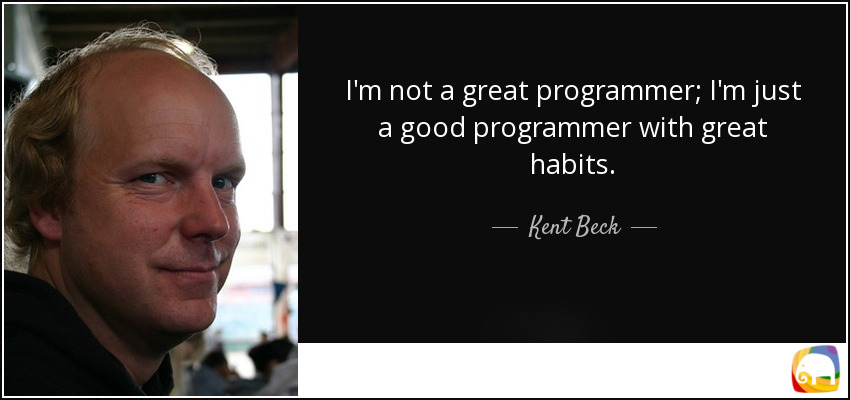 I'm not a great programmer; I'm just
a good programmer with great
habits.
Kent Beck